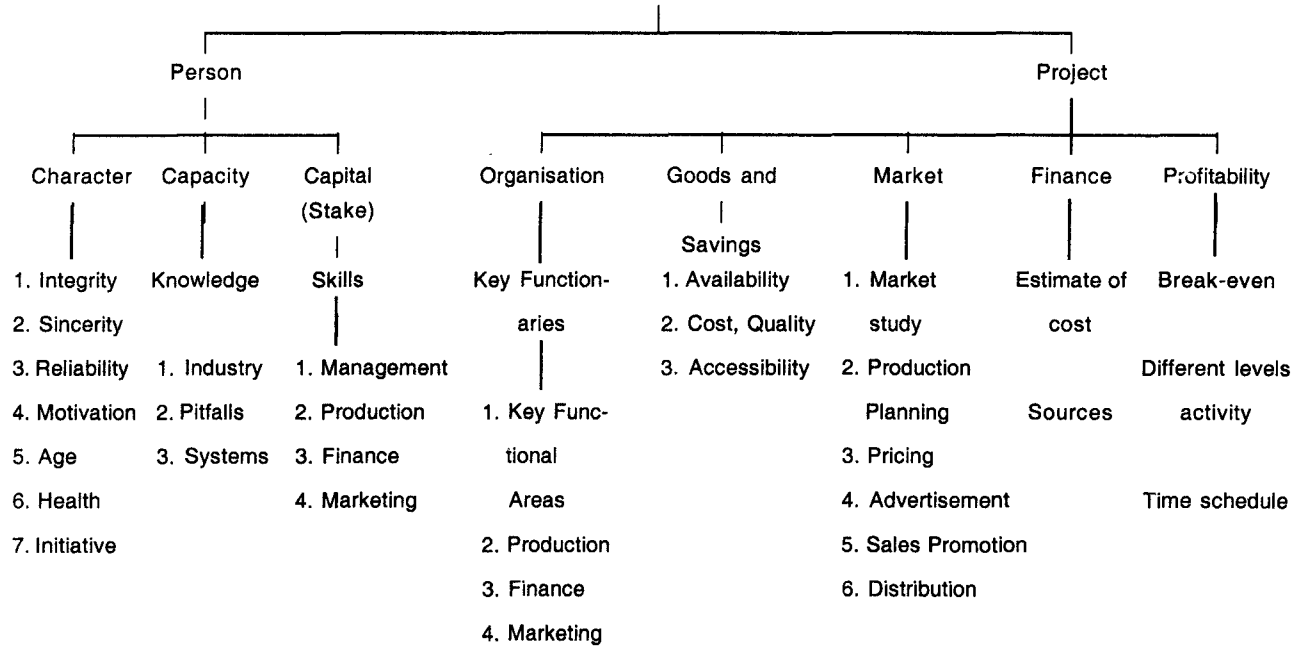 Person
Project
Character
Capacity
Capital
(Stake)
Organisation
Goods and
Savings
Market
Finance
Profitability
1. Integrity
2. Sincerity
3. Reliability
4. Motivation
5. Age
6. Health
7. Initiative
Knowledge
1. Industry
2. Pitfalls
3. Systems
Skills
1. Management
2. Production
3. Finance
4. Marketing
Key Function-
aries
1. Key Func-
tional
Areas
2. Production
3. Finance
4. Marketing
1. Availability
2. Cost, Quality
3. Accessibility
1. Market
study
2. Production
Planning
3. Pricing
4. Advertisement
5. Sales Promotion
6. Distribution
Estimate of
cost
Sources
Break-even
Different levels
activity
Time schedule